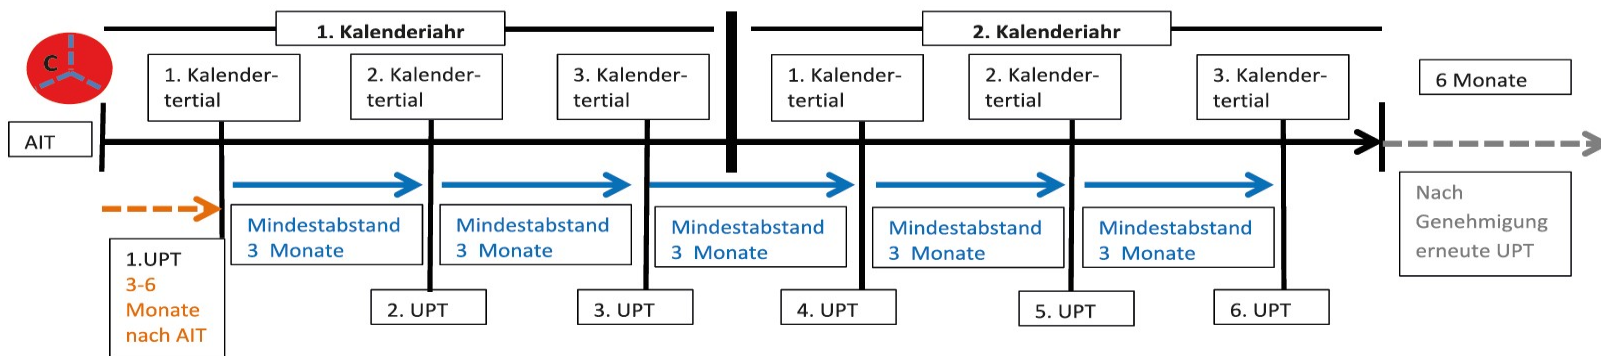 1. Kalenderiahr
2. Kalenderiahr
C
1. Kalender-
tertial
2. Kalender-
tertial
3. Kalender-
tertial
1. Kalender-
tertial
2. Kalender-
tertial
3. Kalender-
tertial
6 Monate
AIT
Mindestabstand
3 Monate
Mindestabstand
3 Monate
Mindestabstand
3 Monate
Mindestabstand
3 Monate
Mindestabstand
3 Monate
Nach
Genehmigung
erneute UPT
1.UPT
3-6
Monate
nach AIT
2. UPT
3. UPT
4. UPT
5. UPT
6. UPT